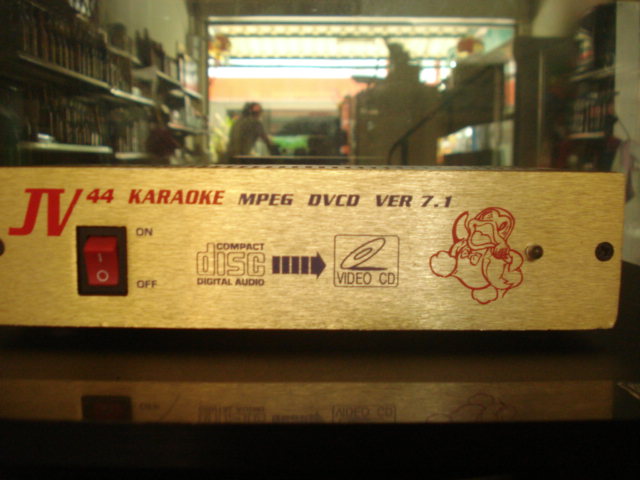 JV 44 KARAOKE MPEG DVCD VER 7.1
ON
OFF
COMPACT
disc
DIGITAL AUDIO
VIDEO CD